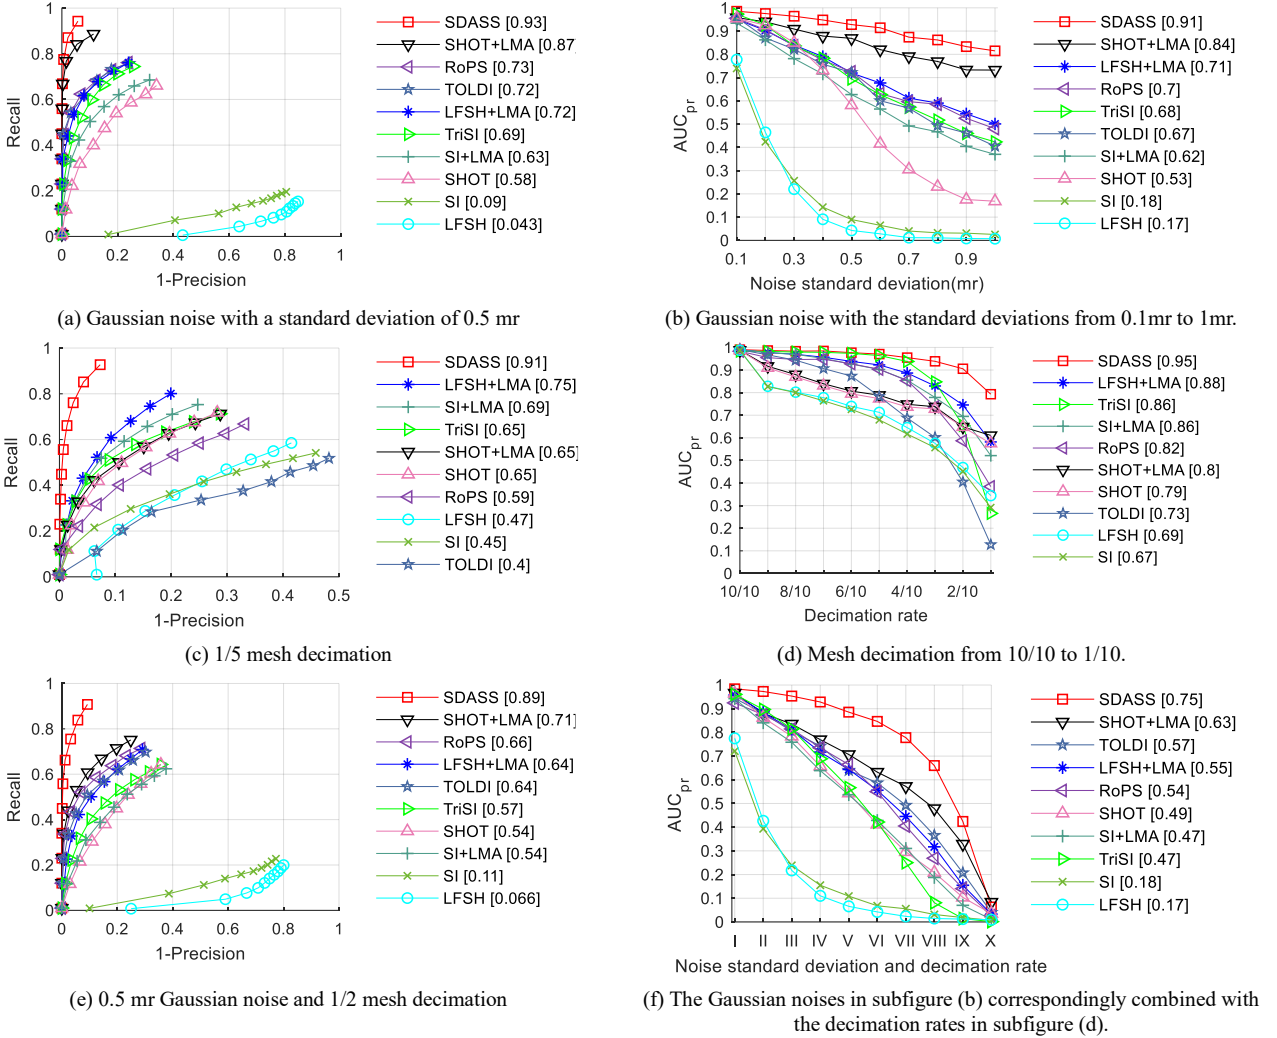 1
0.8
0.6
0.4
0.2
0
Recall
0
0.2
0.4
0.6
0.8
1
1-Precision
SDASS [0.93]
SHOT+LMA [0.87]
RoPS [0.73]
TOLDI [0.72]
LFSH+LMA [0.72]
TriSI [0.69]
SI+LMA [0.63]
SHOT [0.58]
SI [0.09]
LFSH [0.043]
(a) Gaussian noise with a standard deviation of 0.5 mr
1
0.9
0.8
0.7
0.6
0.5
0.4
0.3
0.2
0.1
0
AUCpr
0.1
0.3
0.5
0.7
0.9
Noise standard deviation(mr)
SDASS [0.91]
SHOT+LMA [0.84]
LFSH+LMA [0.71]
RoPS [0.7]
TriSI [0.68]
TOLDI [0.67]
SI+LMA [0.62]
SHOT [0.53]
SI [0.18]
LFSH [0.17]
(b) Gaussian noise with the standard deviations from 0.1mr to 1mr.
1
0.8
0.6
0.4
0.2
0
Recall
0
0.1
0.2
0.3
0.4
0.5
1-Precision
SDASS [0.91]
LFSH+LMA [0.75]
SI+LMA [0.69]
TriSI [0.65]
SHOT+LMA [0.65]
SHOT [0.65]
RoPS [0.59]
LFSH [0.47]
SI [0.45]
TOLDI [0.4]
(c) 1/5 mesh decimation
1
0.9
0.8
0.7
0.6
0.5
0.4
0.3
0.2
0.1
0
AUCpr
10/10
8/10
6/10
4/10
2/10
Decimation rate
SDASS [0.95]
LFSH+LMA [0.88]
TriSI [0.86]
SI+LMA [0.86]
RoPS [0.82]
SHOT+LMA [0.8]
SHOT [0.79]
TOLDI [0.73]
LFSH [0.69]
SI [0.67]
(d) Mesh decimation from 10/10 to 1/10.
1
0.8
0.6
0.4
0.2
0
Recall
0
0.2
0.4
0.6
0.8
1
1-Precision
SDASS [0.89]
SHOT+LMA [0.71]
RoPS [0.66]
LFSH+LMA [0.64]
TOLDI [0.64]
TriSI [0.57]
SHOT [0.54]
SI+LMA [0.54]
SI [0.11]
LFSH [0.066]
(e) 0.5 mr Gaussian noise and 1/2 mesh decimation
1
0.9
0.8
0.7
0.6
0.5
0.4
0.3
0.2
0.1
0
AUCpr
I
II
III
IV
V
VI
VII
VIII
IX
X
Noise standard deviation and decimation rate
SDASS [0.75]
SHOT+LMA [0.63]
TOLDI [0.57]
LFSH+LMA [0.55]
RoPS [0.54]
SHOT [0.49]
SI+LMA [0.47]
TriSI [0.47]
SI [0.18]
LFSH [0.17]
(f) The Gaussian noises in subfigure (b) correspondingly combined with
the decimation rates in subfigure (d).